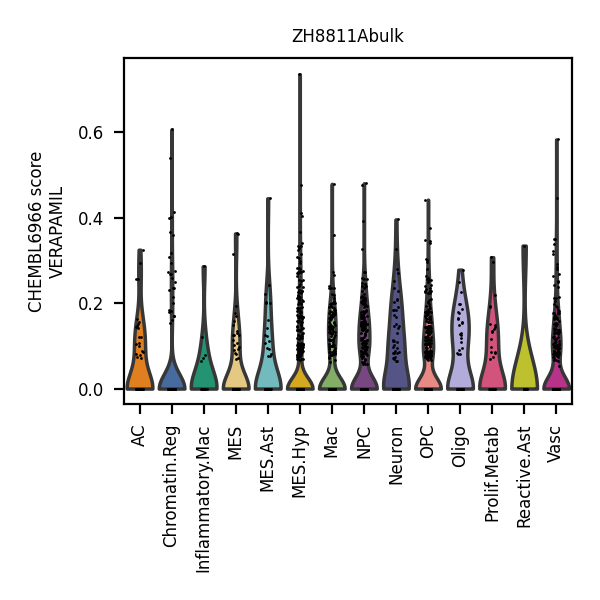 ZH8811Abulk
CHEMBL6966 score
VERAPAMIL
0.6
0.4
0.2
0.0
AC
Chromatin.Reg
Inflammatory.Mac
MES
MES.Ast
MES.Hyp
Mac
NPC
Neuron
OPC
Oligo
Prolif.Metab
Reactive.Ast
Vasc